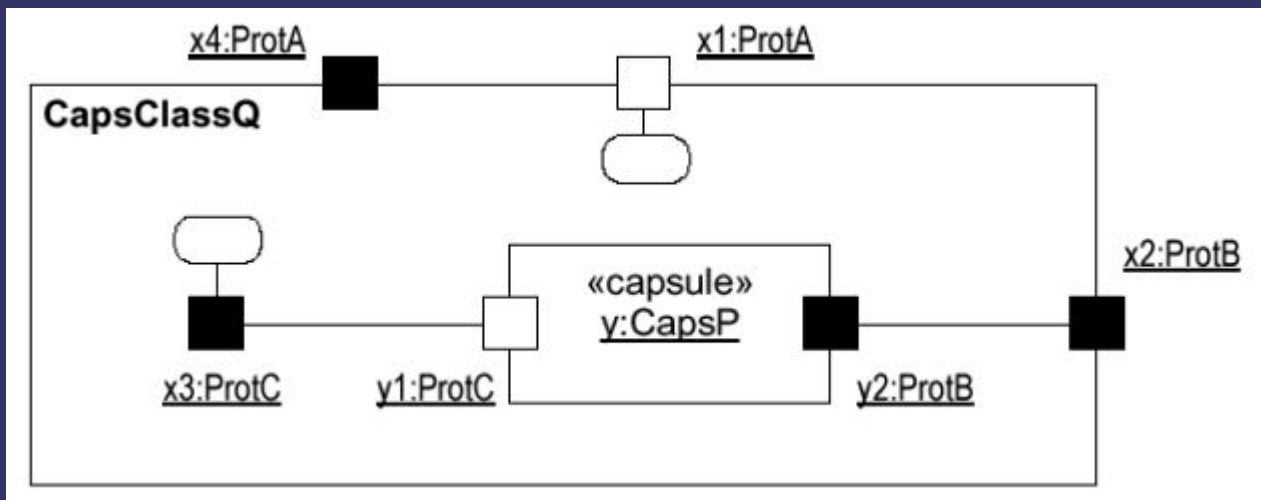 x4:ProtA
x1:ProtA
CapsClassQ
x2:ProtB
«capsule»
y:CapsP
x3:ProtC
y1:ProtC
y2:ProtB